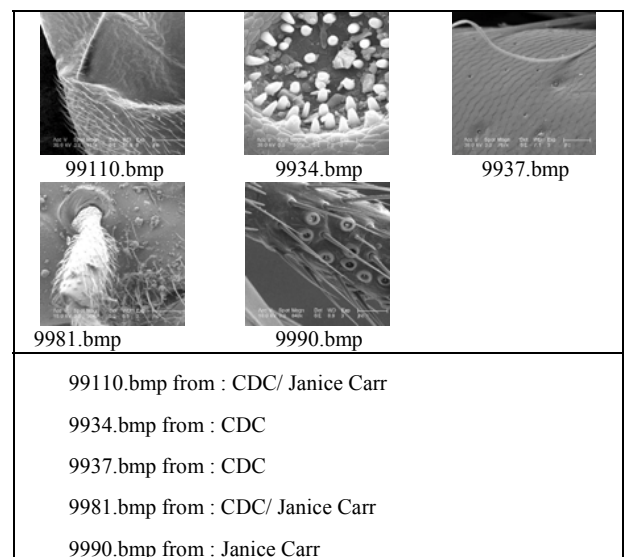 99110.bmp
9934.bmp
9937.bmp
9981.bmp
9990.bmp
99110.bmp from : CDC/ Janice Carr
9934.bmp from : CDC
9937.bmp from : CDC
9981.bmp from : CDC/ Janice Carr
9990.bmp from : Janice Carr